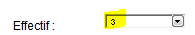 Effectif : 3